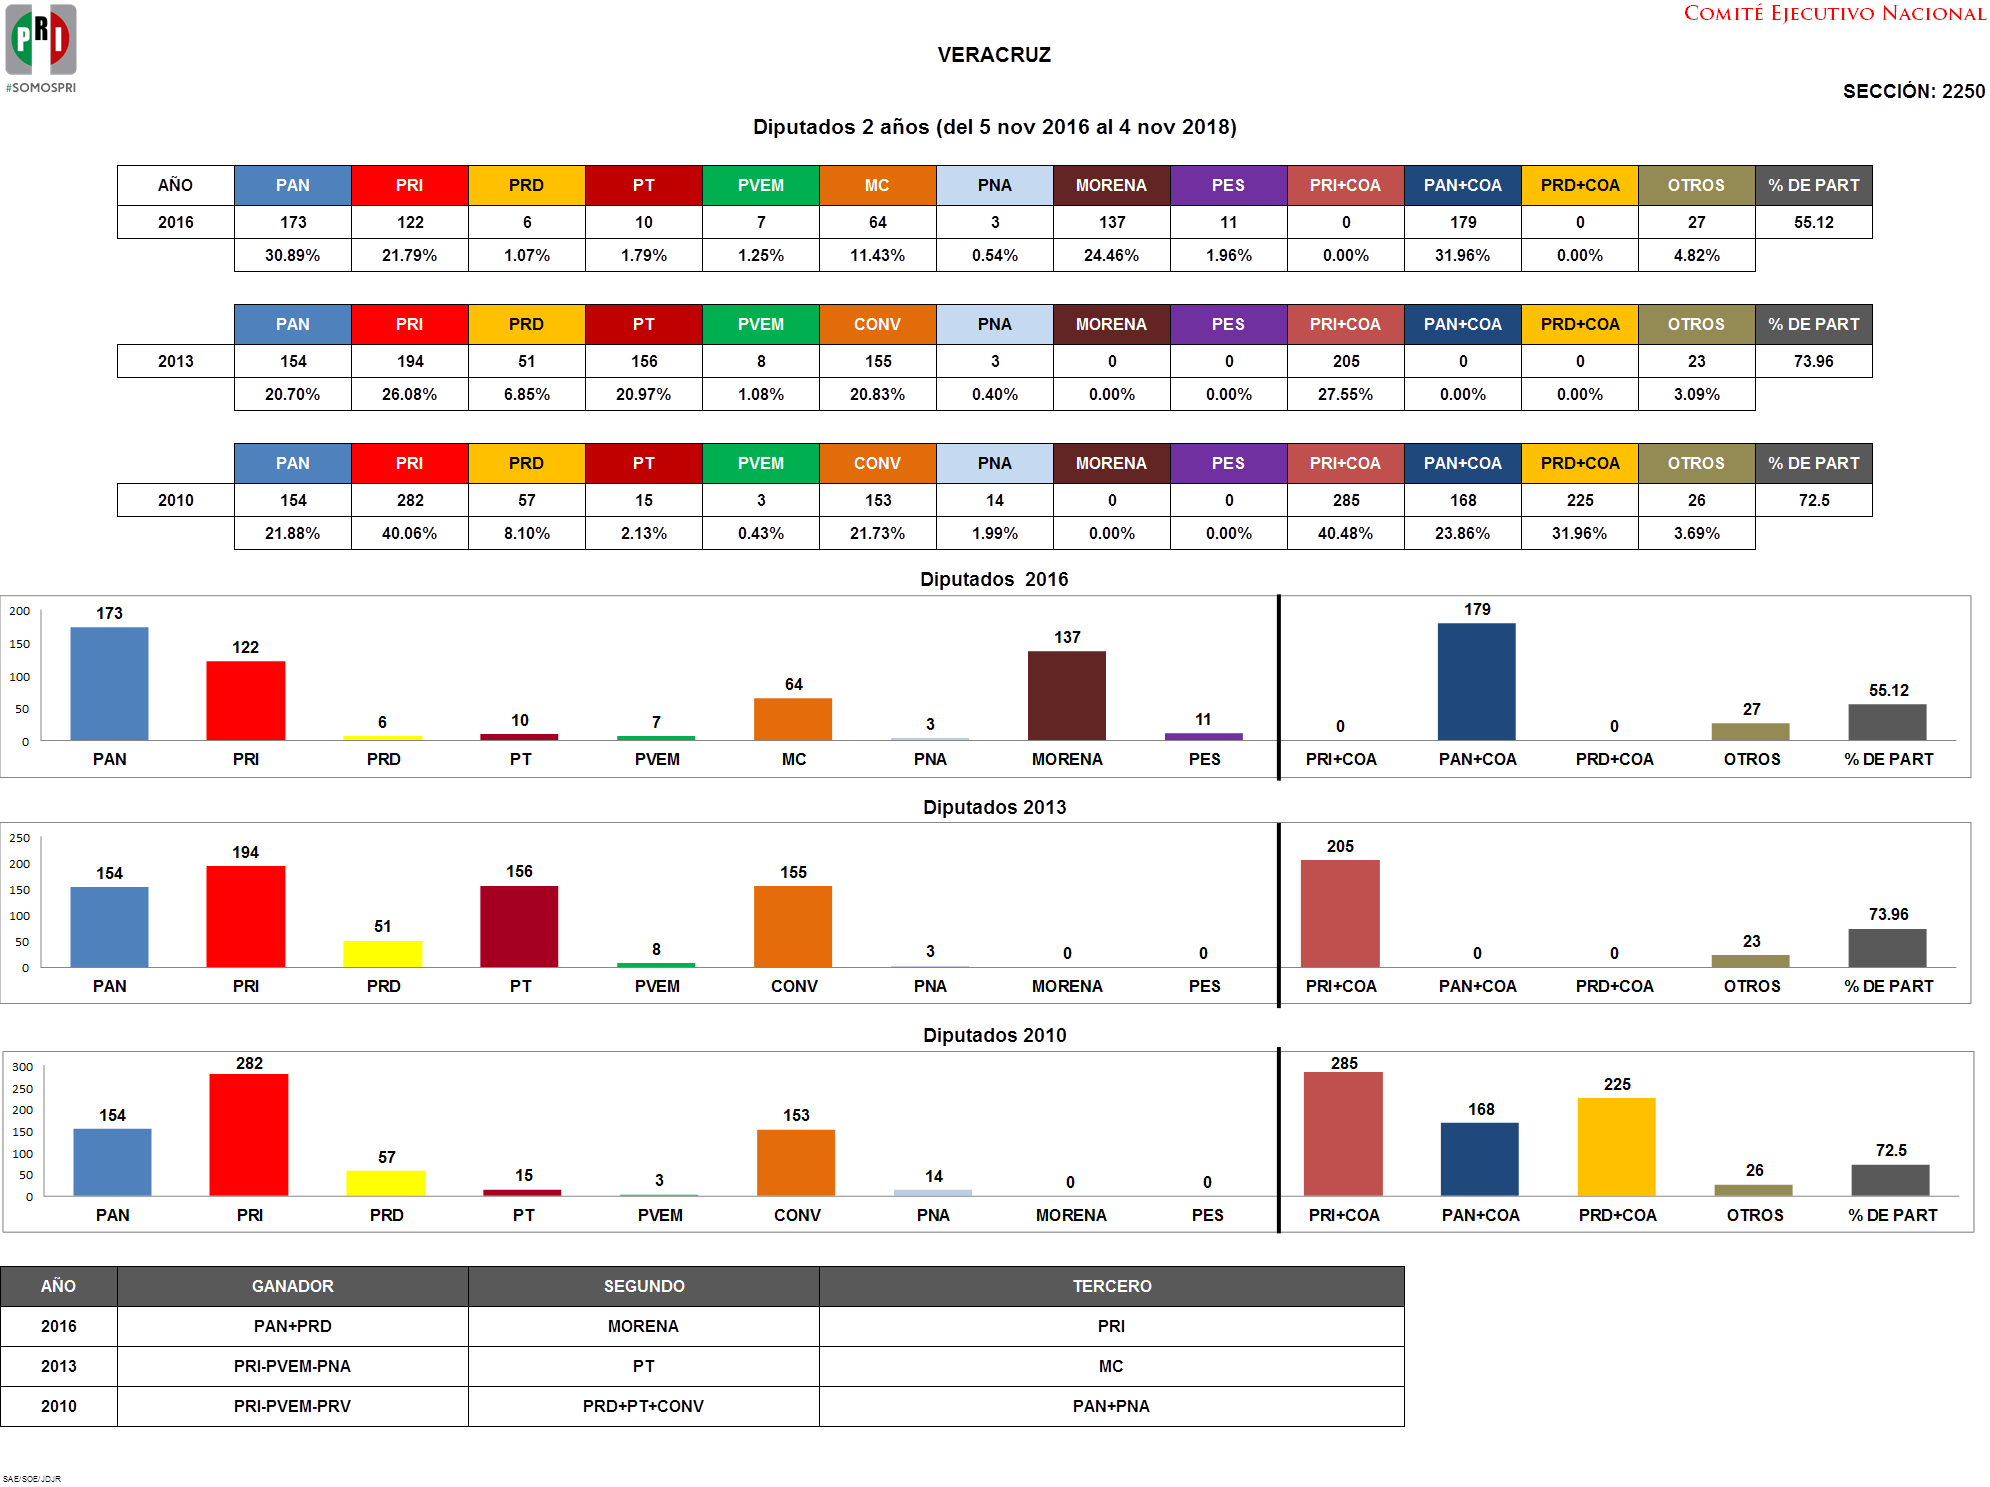 PRI
#SOMOSPRI
COMITÉ EJECUTIVO NACIONAL
VERACRUZ
SECCIÓN: 2250
Diputados 2 años (del 5 nov 2016 al 4 nov 2018)
AÑO PAN PRI PRD PT PVEM MC PNA MORENA PES PRI+COA PAN+COA PRD+COA OTROS % DE PART
2016 173 122 6 10 7 64 3 137 11 0 179 0 27 55.12
30.89% 21.79% 1.07% 1.79% 1.25% 11.43% 0.54% 24.46% 1.96% 0.00% 31.96% 0.00% 4.82%
PAN PRI PRD PT PVEM CONV PNA MORENA PES PRI+COA PAN+COA PRD+COA OTROS % DE PART
2013 154 194 51 156 8 155 3 0 0 205 0 0 23 73.96
20.70% 26.08% 6.85% 20.97% 1.08% 20.83% 0.40% 0.00% 0.00% 27.55% 0.00% 0.00% 3.09%
PAN PRI PRD PT PVEM CONV PNA MORENA PES PRI+COA PAN+COA PRD+COA OTROS % DE PART
2010 154 282 57 15 3 153 14 0 0 285 168 225 26 72.5
21.88% 40.06% 8.10% 2.13% 0.43% 21.73% 1.99% 0.00% 0.00% 40.48% 23.86% 31.96% 3.69%
Diputados 2016
200
150
100
50
0
173 122 6 10 7 64 3 137 11 0 179 0 27 55.12
PAN PRI PRD PT PVEM MC PNA MORENA PES PRI+COA PAN+COA PRD+COA OTROS % DE PART
Diputados 2013
250
200
150
100
50
0
154 194 51 156 8 155 3 0 0 205 0 0 23 73.96
PAN PRI PRD PT PVEM CONV PNA MORENA PES PRI+COA PAN+COA PRD+COA OTROS % DE PART
Diputados 2010
300
250
200
150
100
50
0
154 282 57 15 3 153 14 0 0 285 168 225 26 72.5
PAN PRI PRD PT PVEM CONV PNA MORENA PES PRI+COA PAN+COA PRD+COA OTROS % DE PART
AÑO GANADOR SEGUNDO TERCERO
2016 PAN+PRD MORENA PRI
2013 PRI-PVEM-PNA PT MC
2010 PRI-PVEM-PRV PRD+PT+CONV PAN+PNA
SAE/SOE/JDJR